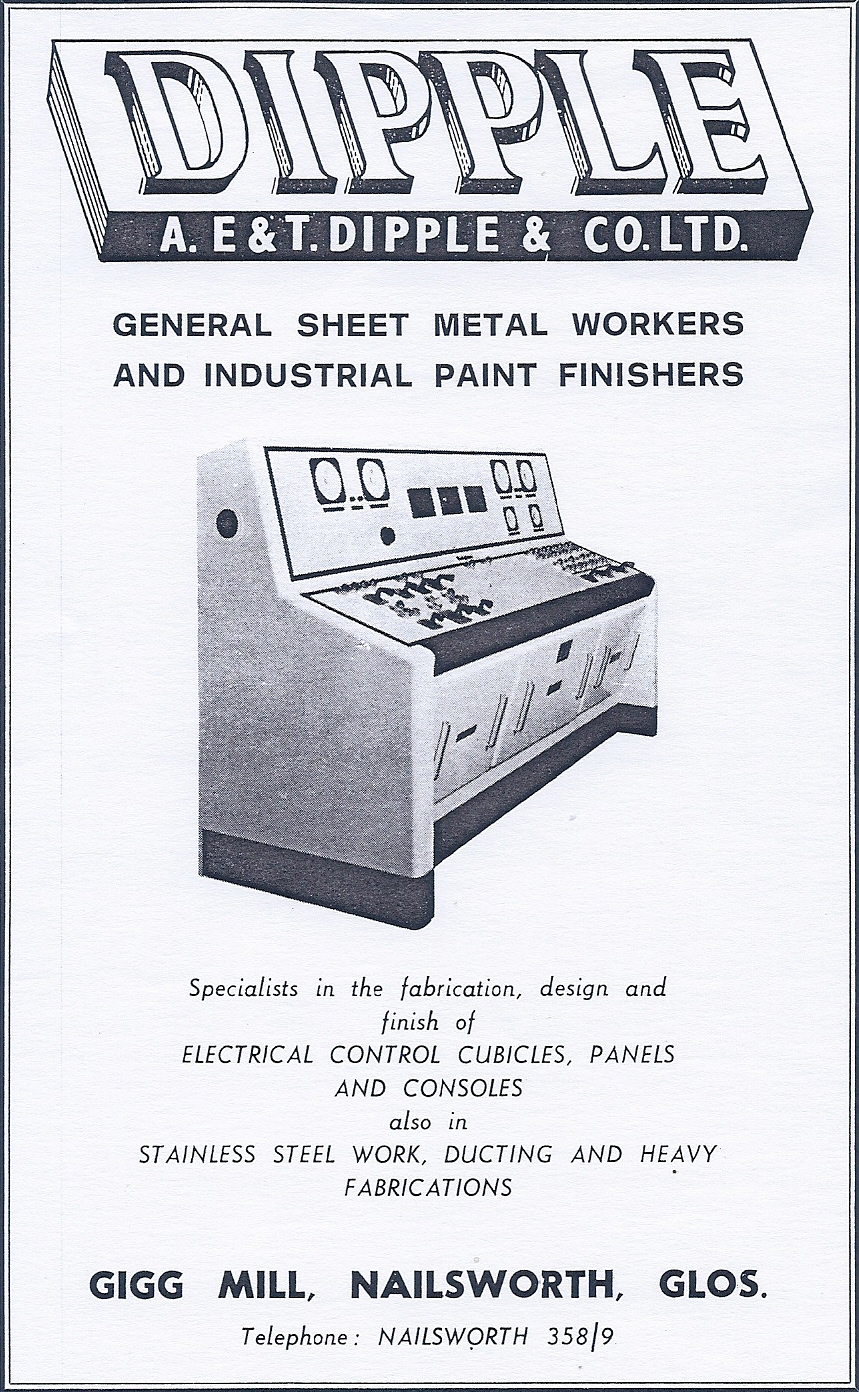 DIPPLE
A. E & T. DIPPLE & CO. LTD.
GENERAL SHEET METAL WORKERS
AND INDUSTRIAL PAINT FINISHERS
Specialists in the fabrication, design and
finish of
ELECTRICAL CONTROL CUBICLES, PANELS
AND CONSOLES
also in
STAINLESS STEEL WORK, DUCTING AND HEAVY
FABRICATIONS
GIGG MILL, NAILSWORTH, GLOS.
Telephone: NAILSWORTH 358/9